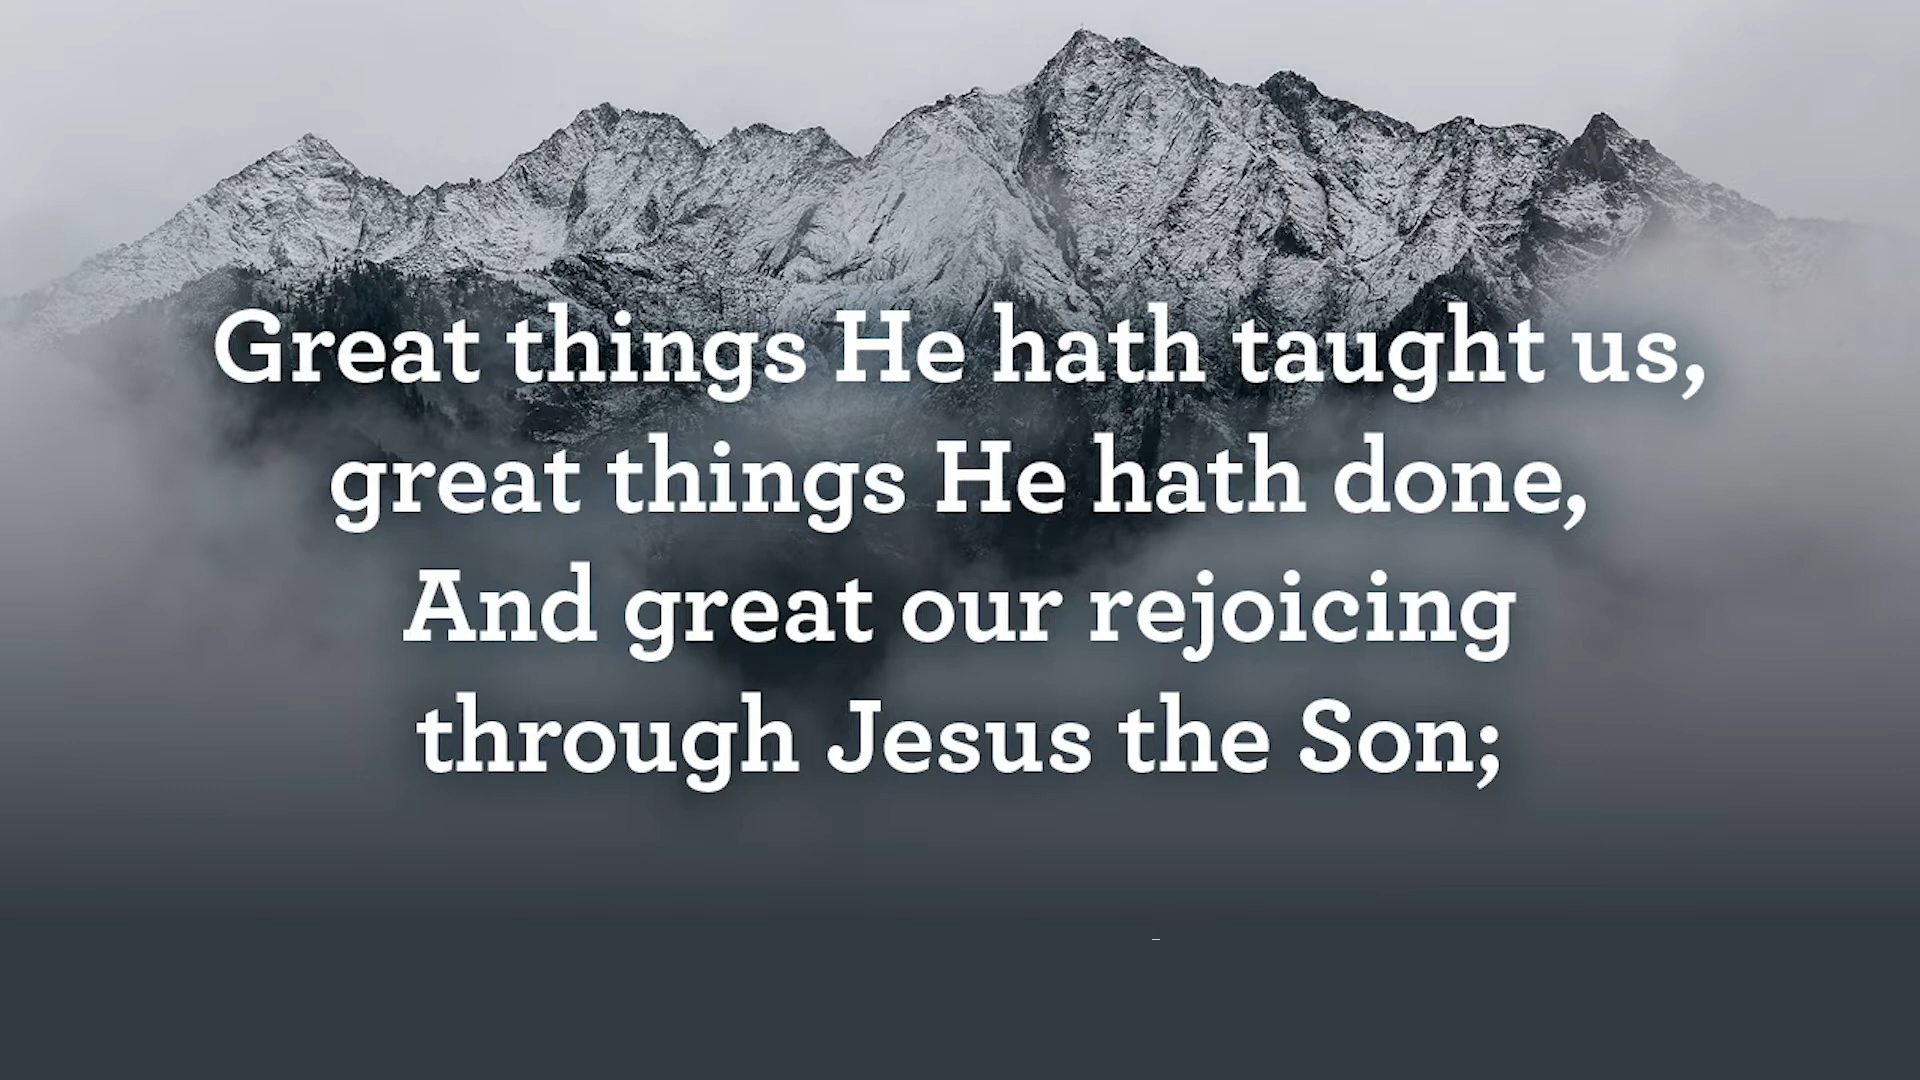 Great things He hath taught us,
great things He hath done,
And great our rejoicing
through Jesus the Son;